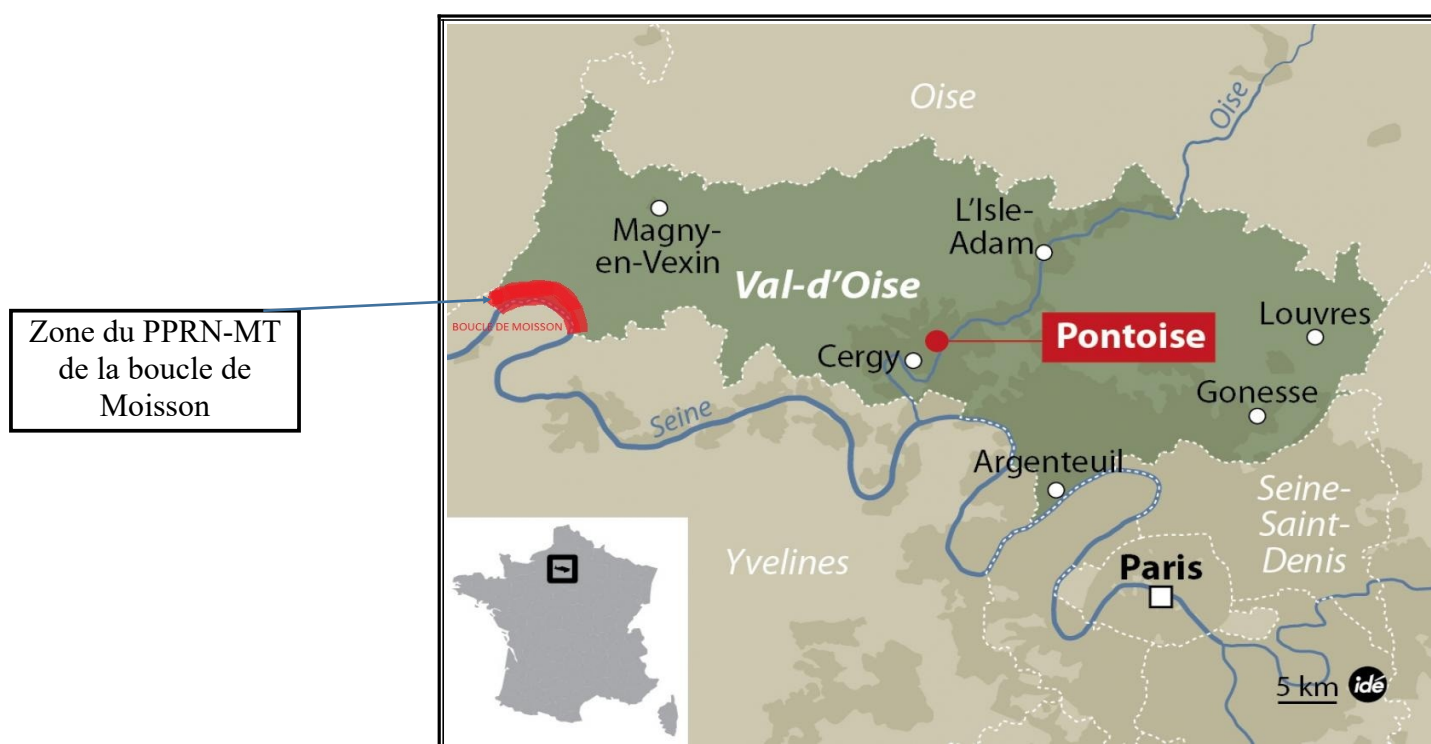 Zone du PPRN-MT
de la boucle de
Moisson
Oise
Oise
Magny-
en-Vexin
L'Isle-
Adam
Val-d'Oise
BOUCLE DE MOISSON
Pontoise
Louvres
Cergy
Gonesse
Seine
Argenteuil
Seine-
Saint-
Denis
Yvelines
Paris
5 km
idé